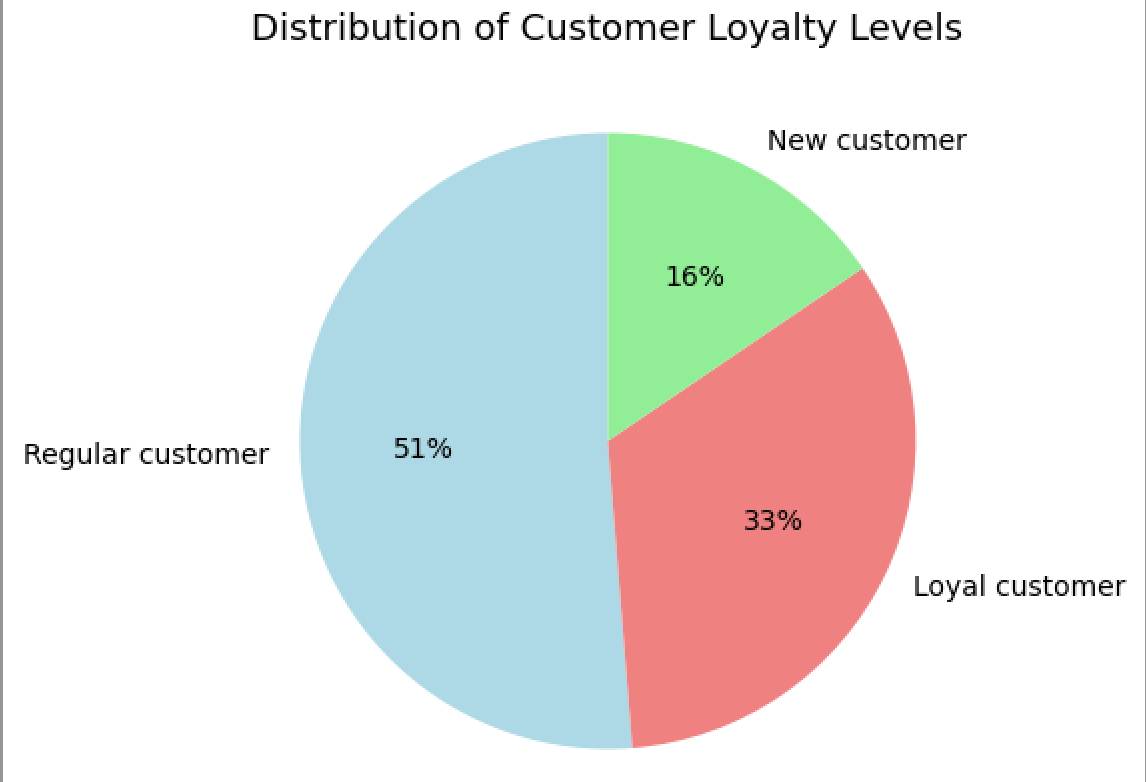 Distribution of Customer Loyalty Levels
New customer
16%
Regular customer
51%
33%
Loyal customer